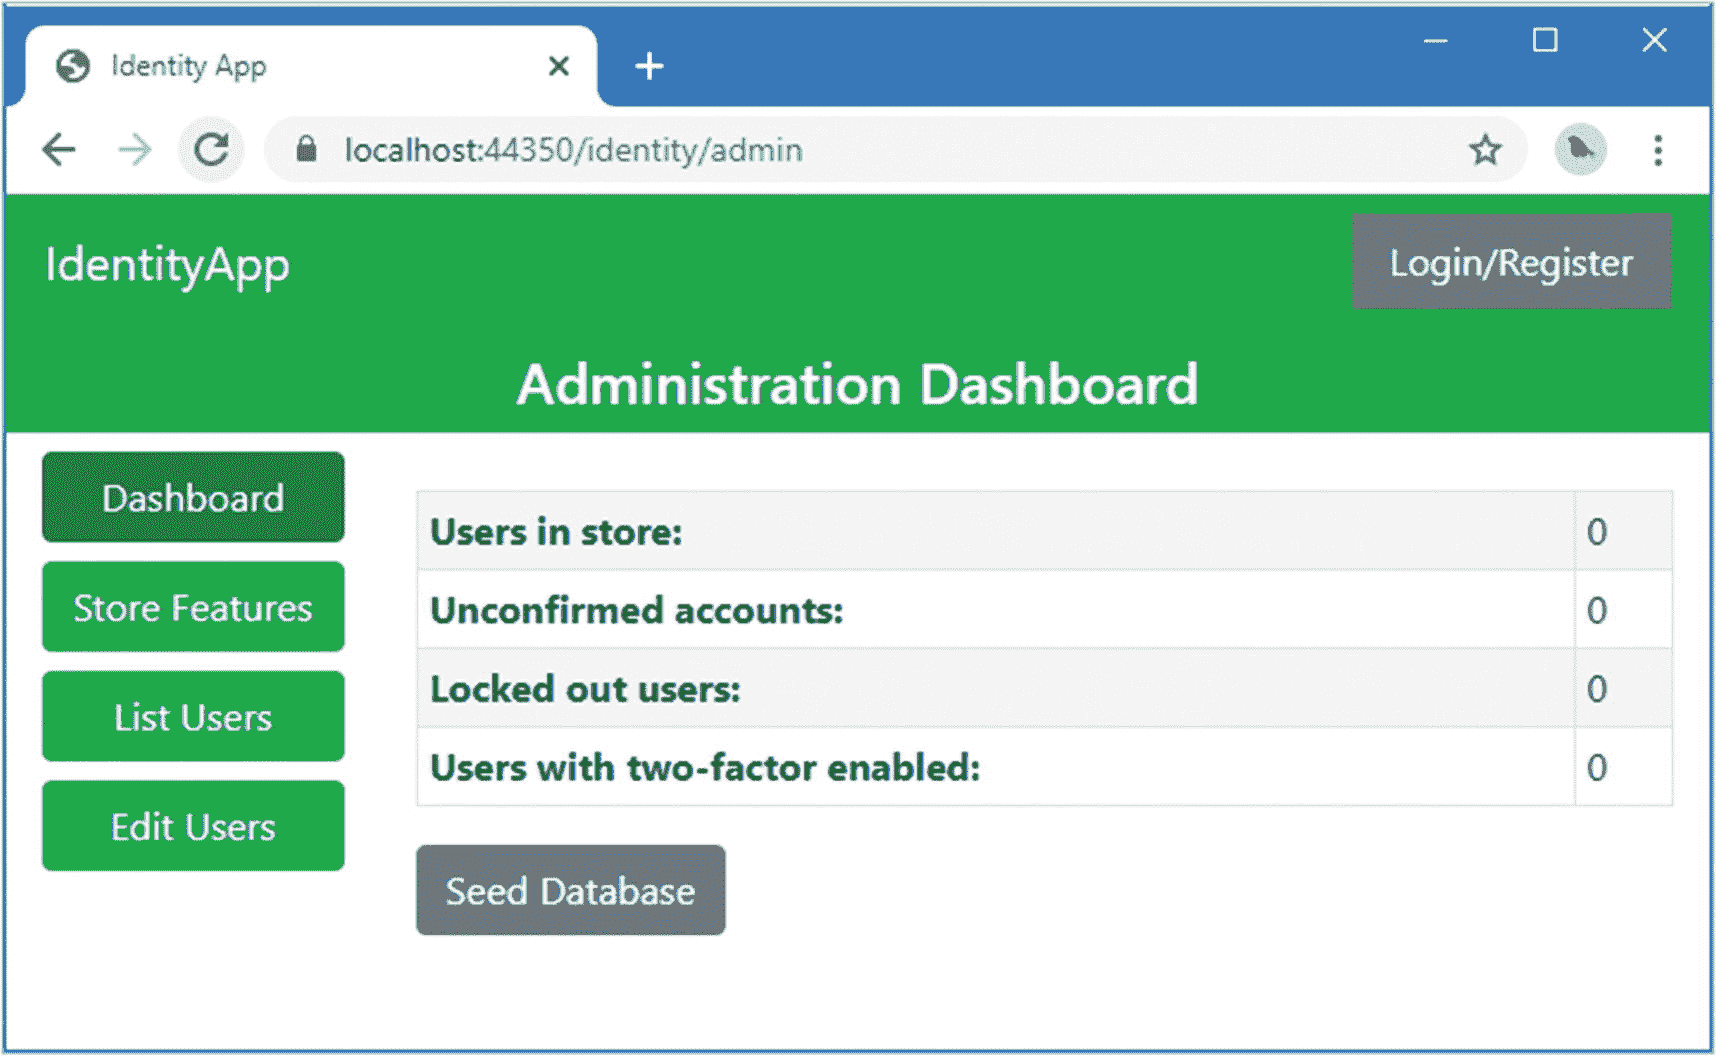 Identity App
localhost:44350/identity/admin
IdentityApp
Login/Register
Administration Dashboard
Dashboard
Store Features
List Users
Edit Users
Users in store: 0
Unconfirmed accounts: 0
Locked out users: 0
Users with two-factor enabled: 0
Seed Database